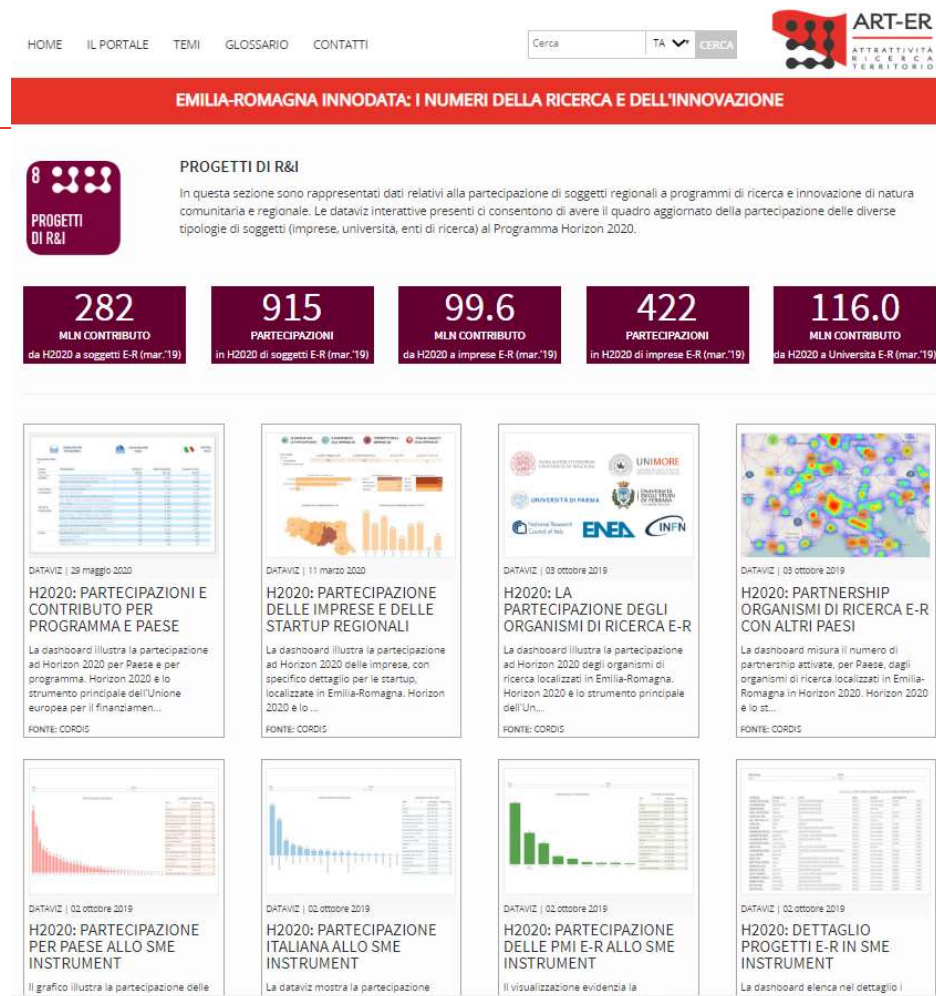 HOME IL PORTALE TEMI GLOSSARIO CONTATTI
Cerca TA CERCA
ART-ER
ATTRATTIVITÀ
RICERCA
TERRITORIO
EMILIA-ROMAGNA INNODATA: I NUMERI DELLA RICERCA E DELL'INNOVAZIONE
8
PROGETTI
DI R&I
PROGETTI DI R&I
In questa sezione sono rappresentati dati relativi alla partecipazione di soggetti regionali a programmi di ricerca e innovazione di natura
comunitaria e regionale. Le dataviz interattive presenti ci consentono di avere il quadro aggiornato della partecipazione delle diverse
tipologie di soggetti (imprese, università, enti di ricerca) al Programma Horizon 2020.
282
MLN CONTRIBUTO
da H2020 a soggetti E-R (mar.'19)
915
PARTECIPAZIONI
in H2020 di soggetti E-R (mar.'19)
99.6
MLN CONTRIBUTO
da H2020 a imprese E-R (mar.'19)
422
PARTECIPAZIONI
in H2020 di imprese E-R (mar.'19)
116.0
MLN CONTRIBUTO
da H2020 a Università E-R (mar.'19)
DATAVIZ | 29 maggio 2020
H2020: PARTECIPAZIONI E
CONTRIBUTO PER
PROGRAMMA E PAESE
La dashboard illustra la partecipazione
ad Horizon 2020 per Paese e per
programma. Horizon 2020 è lo
strumento principale dell'Unione
europea per il finanziamen...
FONTE: CORDIS
DATAVIZ | 11 marzo 2020
H2020: PARTECIPAZIONE
DELLE IMPRESE E DELLE
STARTUP REGIONALI
La dashboard illustra la partecipazione
ad Horizon 2020 delle imprese, con
specifico dettaglio per le startup,
localizzate in Emilia-Romagna. Horizon
2020 è lo ...
FONTE: CORDIS
UNIMORE
UNIVERSITÀ DI PARMA
National Research
Council of Italy
ENEA
INFN
DATAVIZ | 03 ottobre 2019
H2020: LA
PARTECIPAZIONE DEGLI
ORGANISMI DI RICERCA E-R
La dashboard illustra la partecipazione
ad Horizon 2020 degli organismi di
ricerca localizzati in Emilia-Romagna.
Horizon 2020 è lo strumento principale
dell'Un...
FONTE: CORDIS
DATAVIZ | 03 ottobre 2019
H2020: PARTNERSHIP
ORGANISMI DI RICERCA E-R
CON ALTRI PAESI
La dashboard misura il numero di
partnership attivate, per Paese, dagli
organismi di ricerca localizzati in Emilia-
Romagna in Horizon 2020. Horizon 2020
è lo st...
FONTE: CORDIS
DATAVIZ | 02 ottobre 2019
H2020: PARTECIPAZIONE
PER PAESE ALLO SME
INSTRUMENT
Il grafico illustra la partecipazione delle
DATAVIZ | 02 ottobre 2019
H2020: PARTECIPAZIONE
ITALIANA ALLO SME
INSTRUMENT
La dataviz mostra la partecipazione
DATAVIZ | 02 ottobre 2019
H2020: PARTECIPAZIONE
DELLE PMI E-R ALLO SME
INSTRUMENT
Il visualizzazione evidenzia la
DATAVIZ | 02 ottobre 2019
H2020: DETTAGLIO
PROGETTI E-R IN SME
INSTRUMENT
La dashboard elenca nel dettaglio i